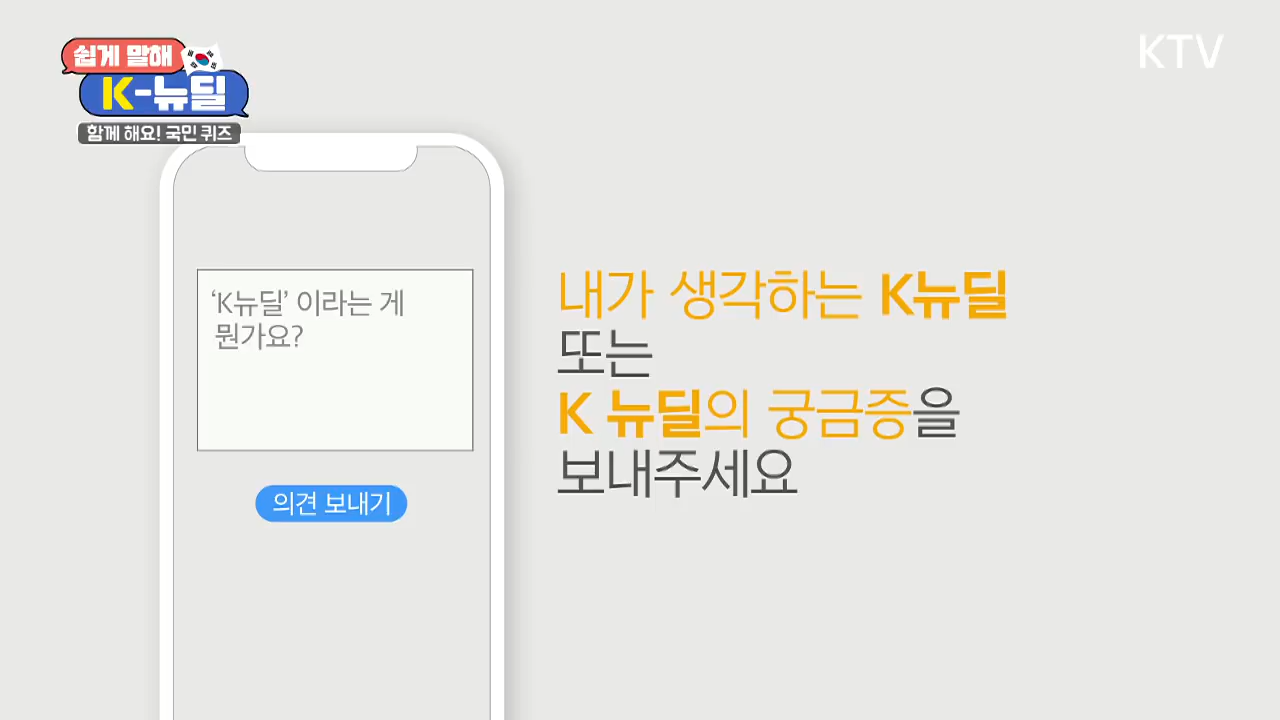 쉽게 말해
K-뉴딜
함께 해요! 국민 퀴즈
KTV
‘K뉴딜’ 이라는 게
뭔가요?
의견 보내기
내가 생각하는 K뉴딜
또는
K 뉴딜의 궁금증을
보내주세요